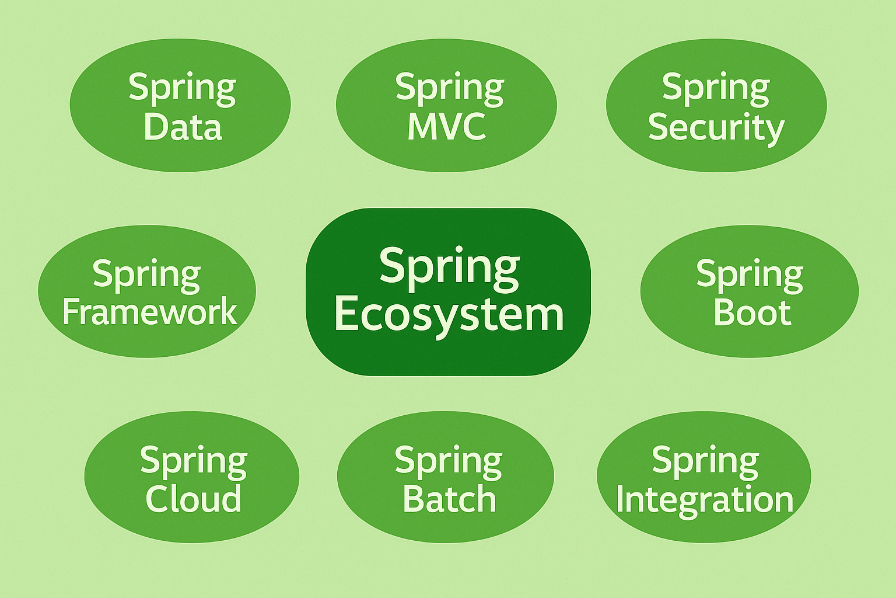 Spring
Data
Spring
MVC
Spring
Security
Spring
Framework
Spring
Ecosystem
Spring
Boot
Spring
Cloud
Spring
Batch
Spring
Integration